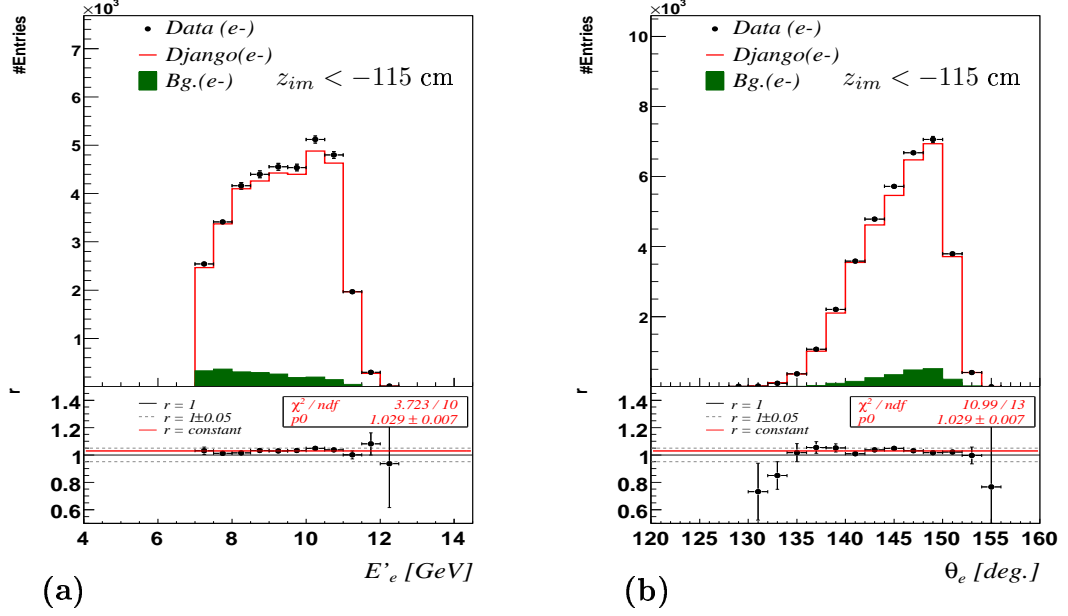 ×10³
#Entries
7
6
5
4
3
2
1
Data (e-)
Django(e-)
Bg.(e-)
z_im < −115 cm
r
1.4
1.2
1
0.8
0.6
r = 1
r = 1±0.05
r = constant
χ² / ndf 3.723 / 10
p0 1.029 ± 0.007
4 6 8 10 12 14
E'_e [GeV]
(a)
×10³
#Entries
10
8
6
4
2
Data (e-)
Django(e-)
Bg.(e-)
z_im < −115 cm
r
1.4
1.2
1
0.8
0.6
r = 1
r = 1±0.05
r = constant
χ² / ndf 10.99 / 13
p0 1.029 ± 0.007
120 125 130 135 140 145 150 155 160
θ_e [deg.]
(b)